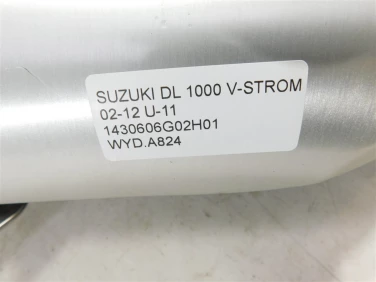 SUZUKI DL 1000 V-STROM
02-12 U-11
1430606G02H01
WYD.A824